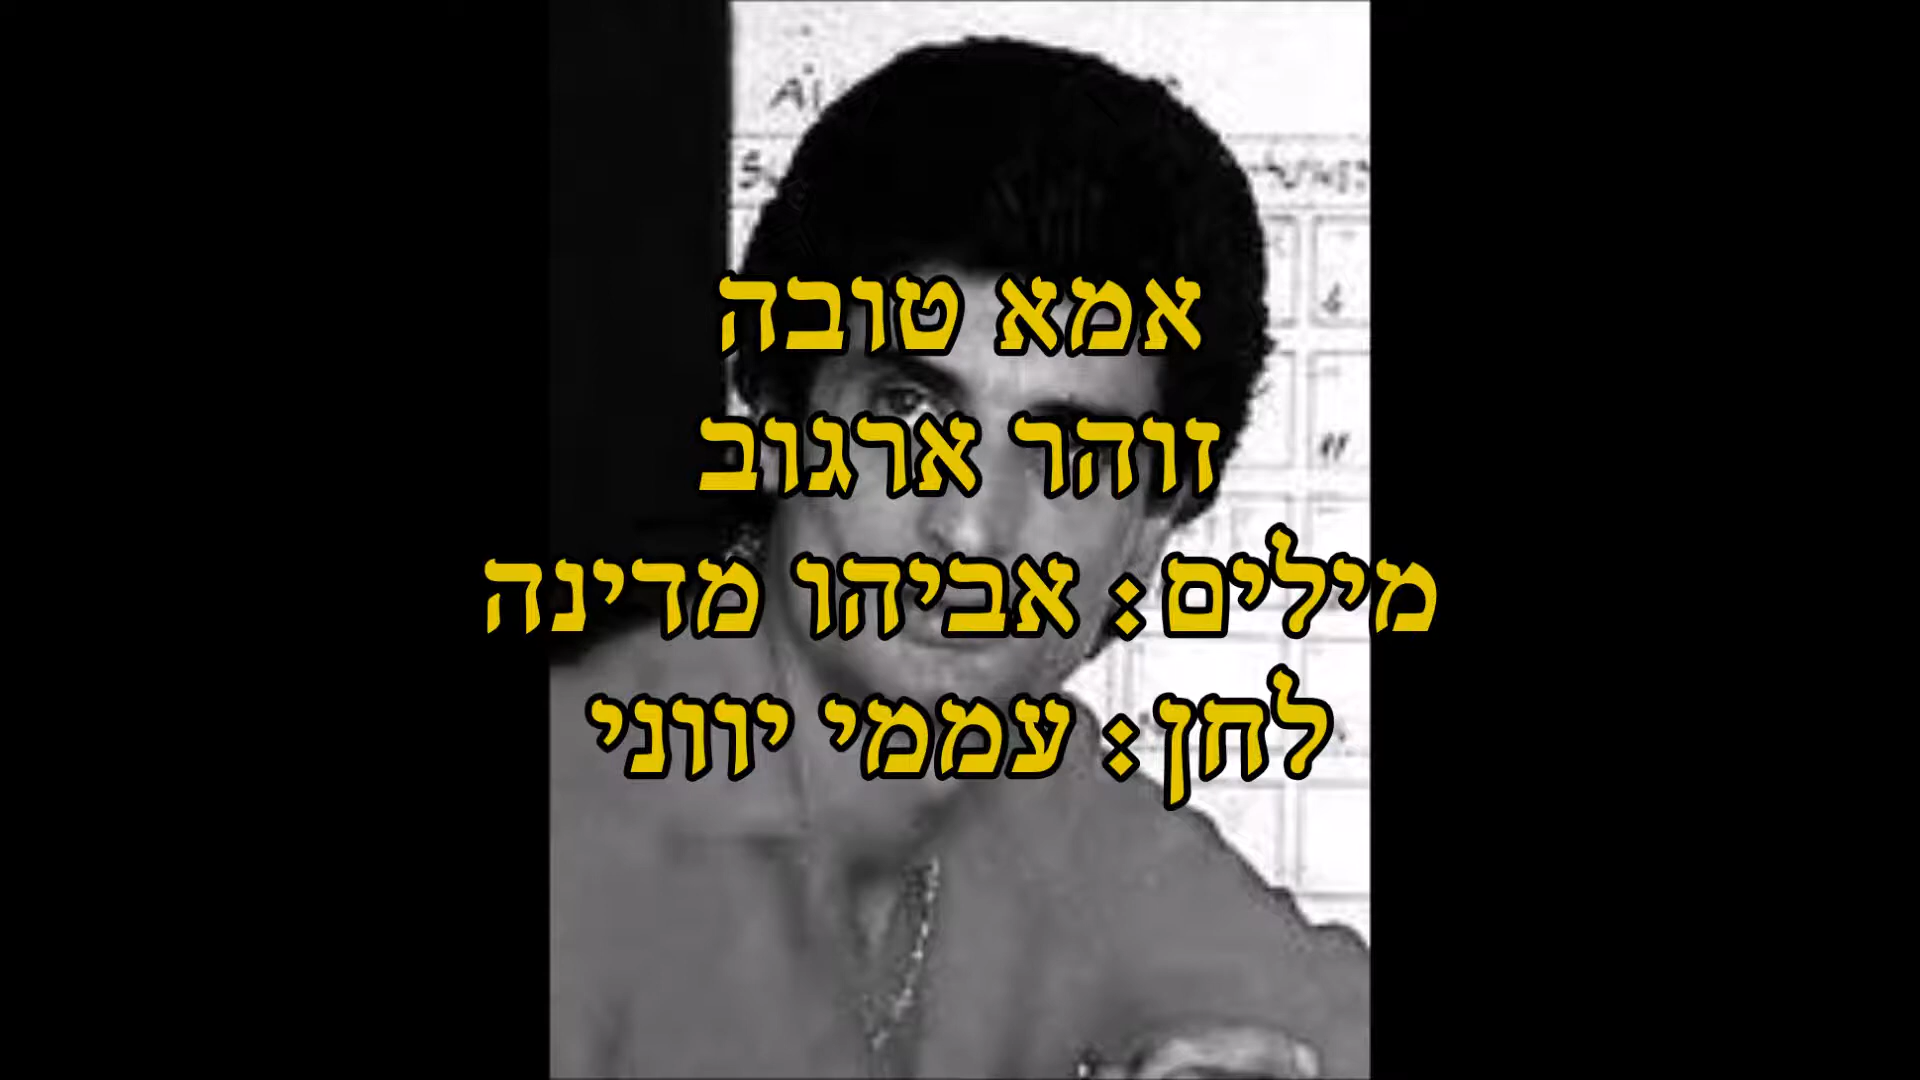 אמא טובה
זוהר ארגוב
מילים: אביהו מדינה
לחן: עממי יווני